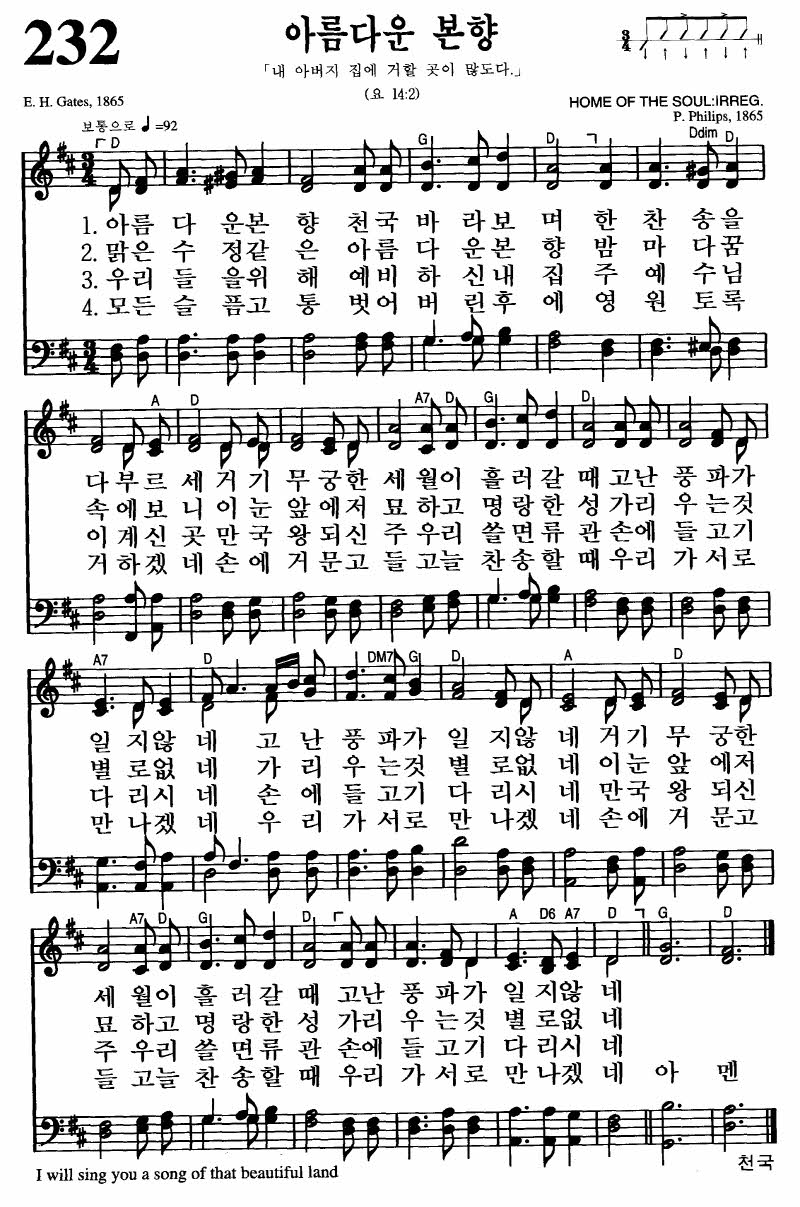 232
아름다운 본향
「내 아버지 집에 거할 곳이 많도다.」
(요 14:2)
3/4
E. H. Gates, 1865
HOME OF THE SOUL:IRREG.
P. Philips, 1865
보통으로 ♩=92
D G D Ddim D
1. 아름 다 운본 향 천국 바 라보 며 한 찬 송을
2. 맑은 수 정같 은 아름 다 운본 향 밤 마 다꿈
3. 우리 들 을위 해 예비 하 신내 집 주 예 수님
4. 모든 슬 픔고 통 벗어 버 린후 에 영 원 토록
A D A7 D G D
다 부르 세 거기 무 궁한 세 월이 흘 러갈 때 고난 풍 파가
속 에보 니 이눈 앞 에저 묘 하고 명 랑한 성 가리 우 는것
이 계신 곳 만국 왕 되신 주 우리 쓸 면류 관 손에 들 고기
거 하겠 네 손에 거 문고 들 고늘 찬 송할 때 우리 가 서로
A7 D DM7 G D A D
일 지않 네 고 난 풍 파가 일 지않 네 거기 무 궁한
별 로없 네 가 리 우 는것 별 로없 네 이눈 앞 에저
다 리시 네 손 에 들 고기 다 리시 네 만국 왕 되신
만 나겠 네 우 리 가 서로 만 나겠 네 손에 거 문고
A7 D G D G A D6 A7 D G D
세 월이 흘 러갈 때 고난 풍 파가 일 지않 네
묘 하고 명 랑한 성 가리 우 는것 별 로없 네
주 우리 쓸 면류 관 손에 들 고기 다 리시 네
들 고늘 찬 송할 때 우리 가 서로 만 나겠 네 아 멘
I will sing you a song of that beautiful land
천국